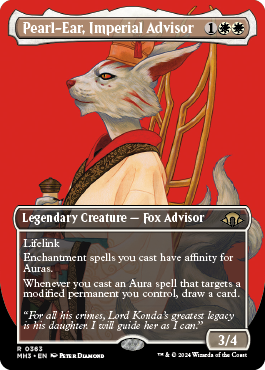 Pearl-Ear, Imperial Advisor 1
Legendary Creature — Fox Advisor
Lifelink
Enchantment spells you cast have affinity for
Auras.
Whenever you cast an Aura spell that targets a
modified permanent you control, draw a card.
“For all his crimes, Lord Konda’s greatest legacy
is his daughter. I will guide her as I can.”
3/4
R 0363
MH3 • EN Peter Diamond
™ & © 2024 Wizards of the Coast